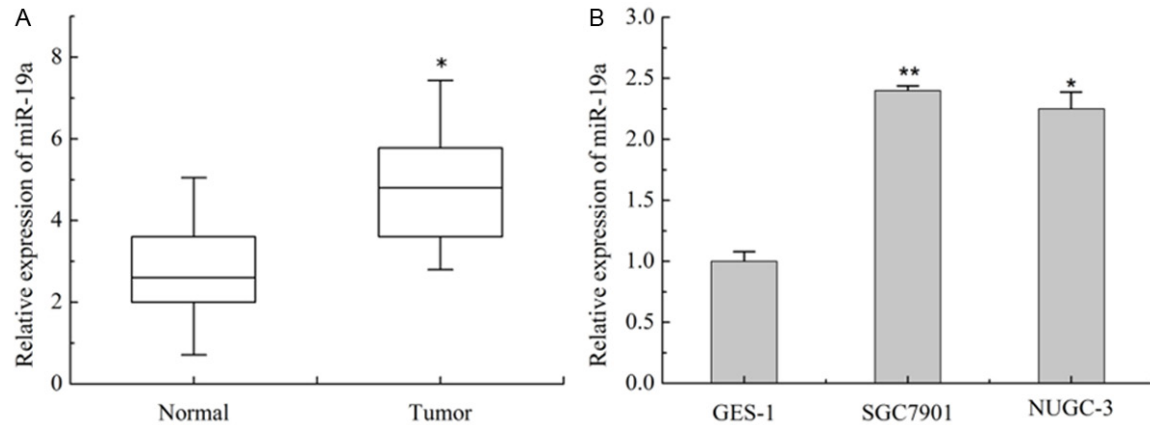 A
Relative expression of miR-19a
8
6
4
2
0
*
Normal
Tumor
B
Relative expression of miR-19a
3.0
2.5
2.0
1.5
1.0
0.5
0.0
**
*
GES-1
SGC7901
NUGC-3